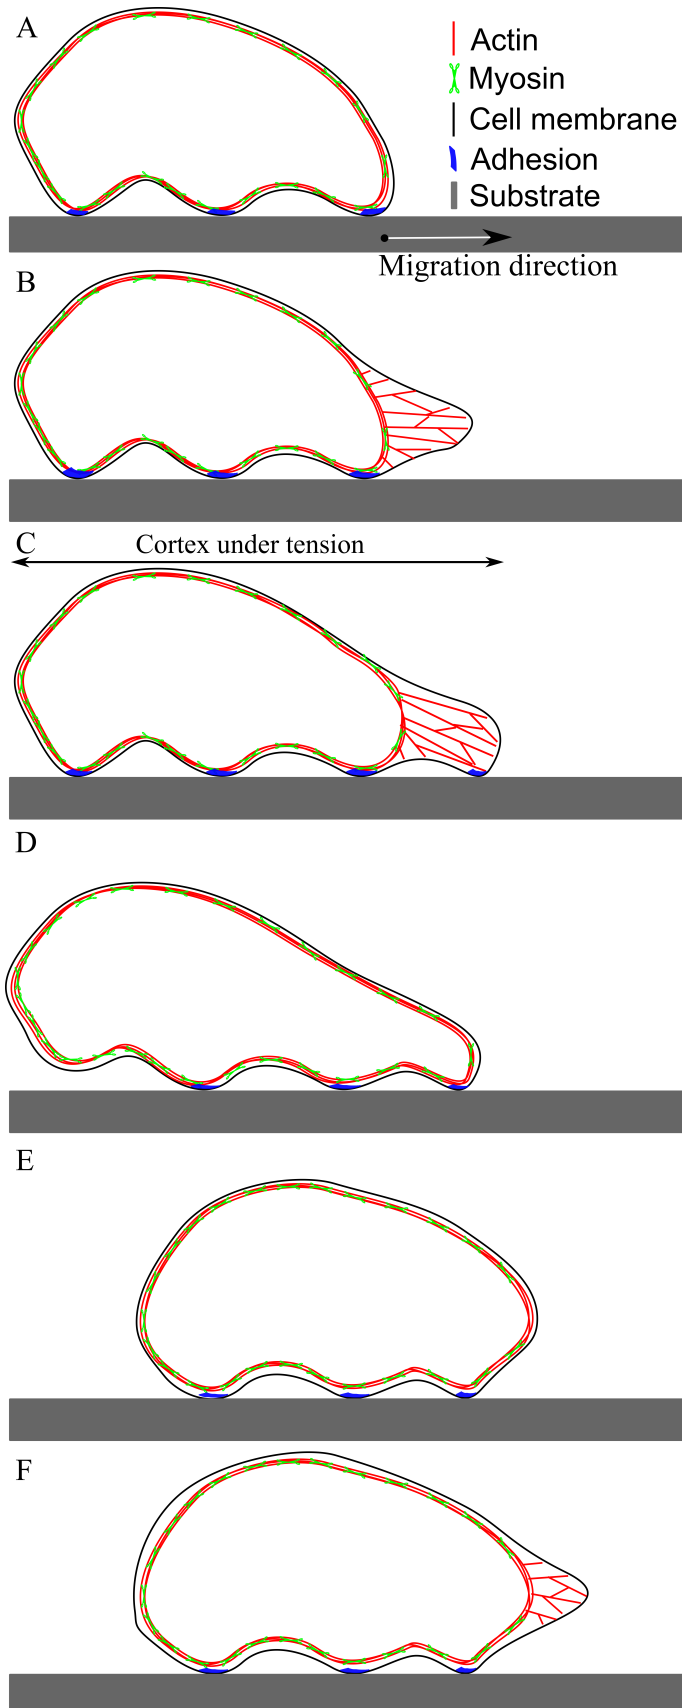 A
Actin
Myosin
Cell membrane
Adhesion
Substrate
Migration direction
B
C
Cortex under tension
D
E
F